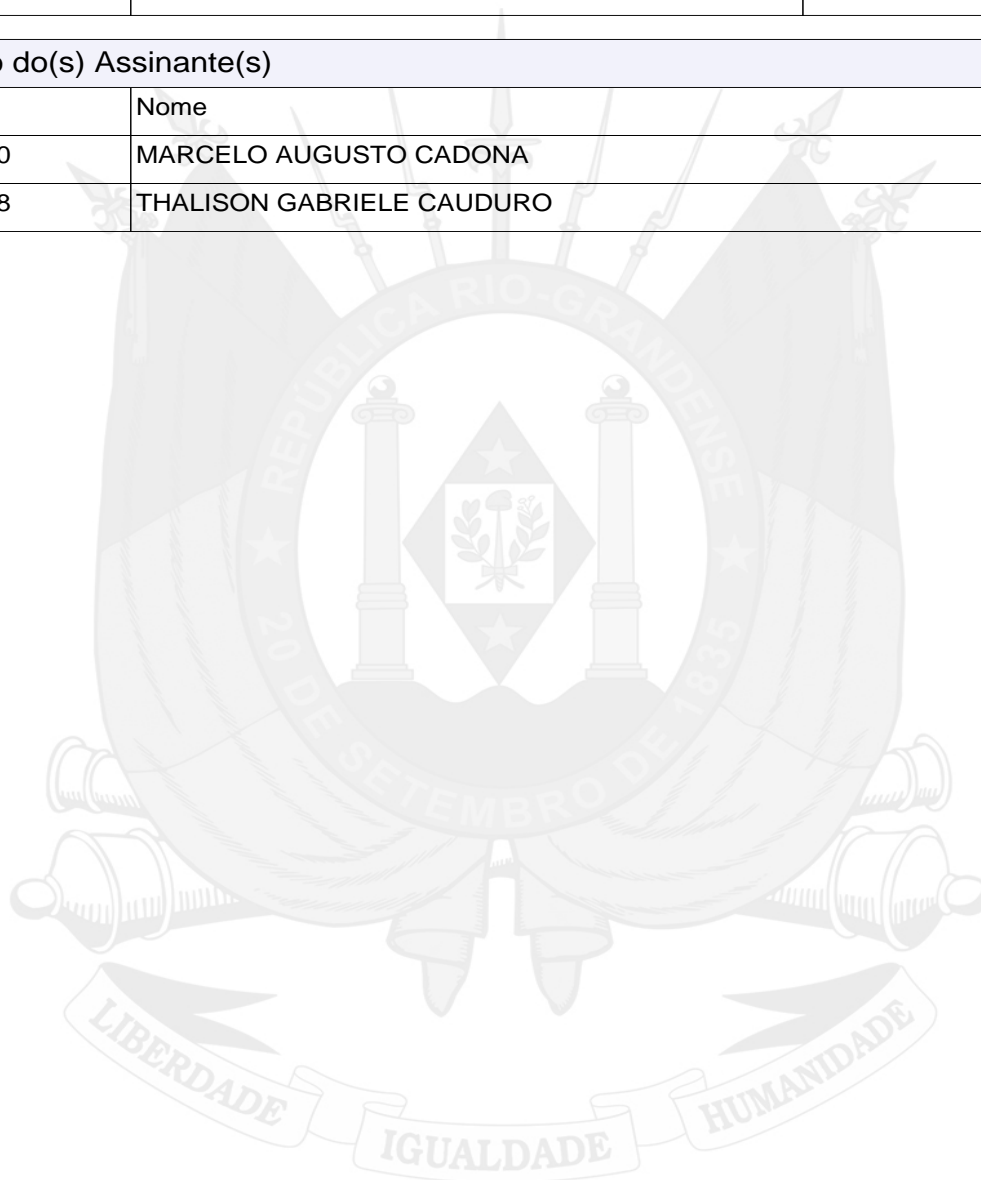 o do(s) Assinante(s)
Nome
0 MARCELO AUGUSTO CADONA
8 THALISON GABRIELE CAUDURO
REPÚBLICA RIO-GRANDENSE
20 DE SETEMBRO DE 1835
LIBERDADE IGUALDADE HUMANIDADE